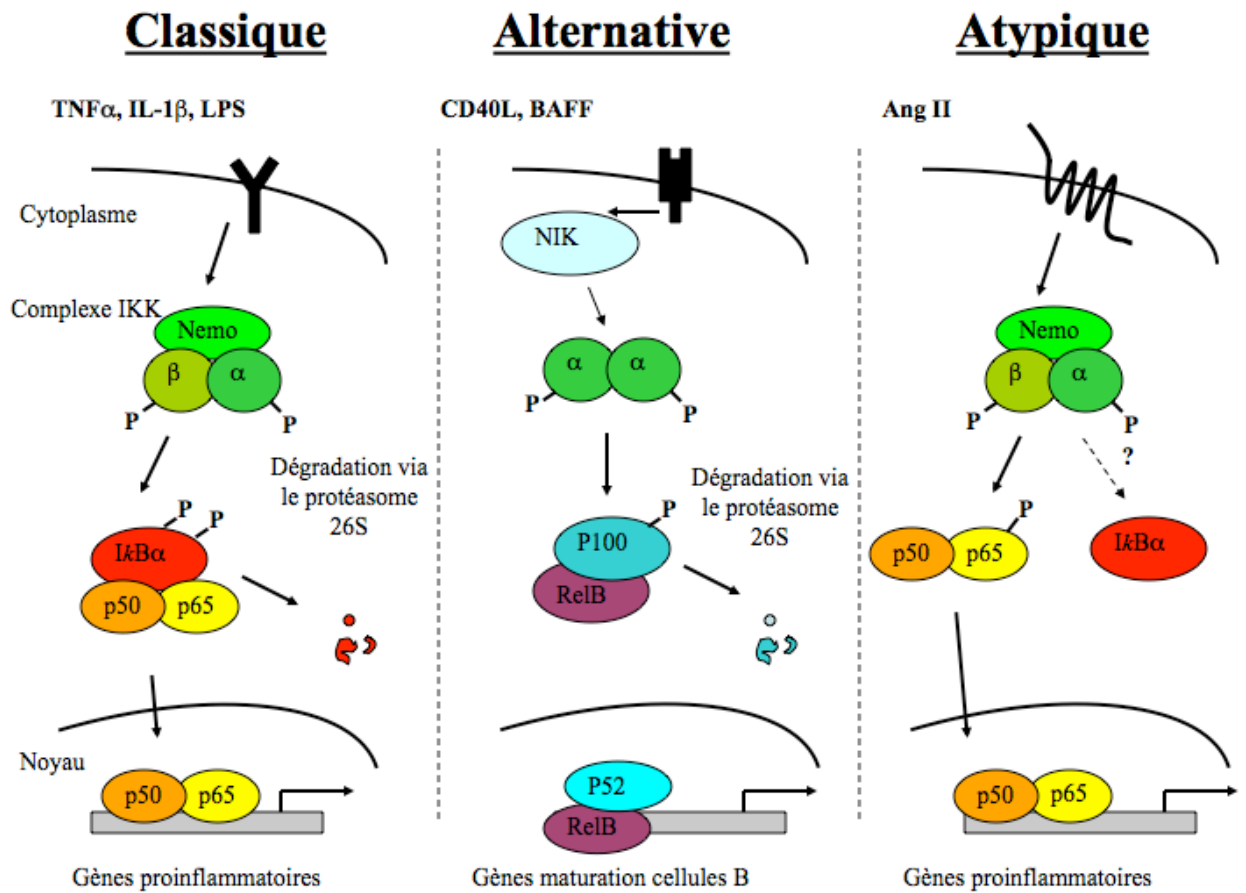 Classique
Alternative
Atypique
TNFα, IL-1β, LPS
CD40L, BAFF
Ang II
Cytoplasme
NIK
Complexe IKK
Nemo
β
α
P
P
α
α
P
P
Nemo
β
α
P
P
?
Dégradation via
le protéasome
26S
Dégradation via
le protéasome
26S
P
P
IkBα
p50
p65
P
P100
RelB
P
p50
p65
IkBα
Noyau
p50
p65
P52
RelB
p50
p65
Gènes proinflammatoires
Gènes maturation cellules B
Gènes proinflammatoires